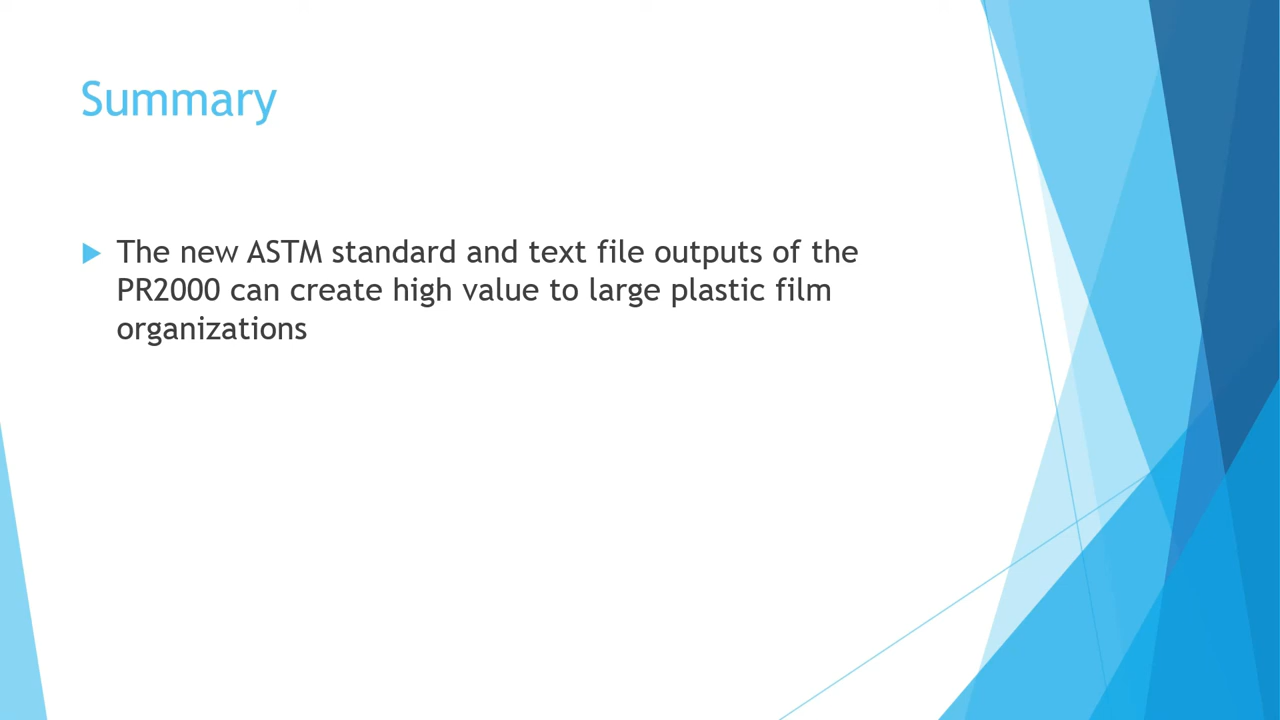 Summary
The new ASTM standard and text file outputs of the
PR2000 can create high value to large plastic film
organizations